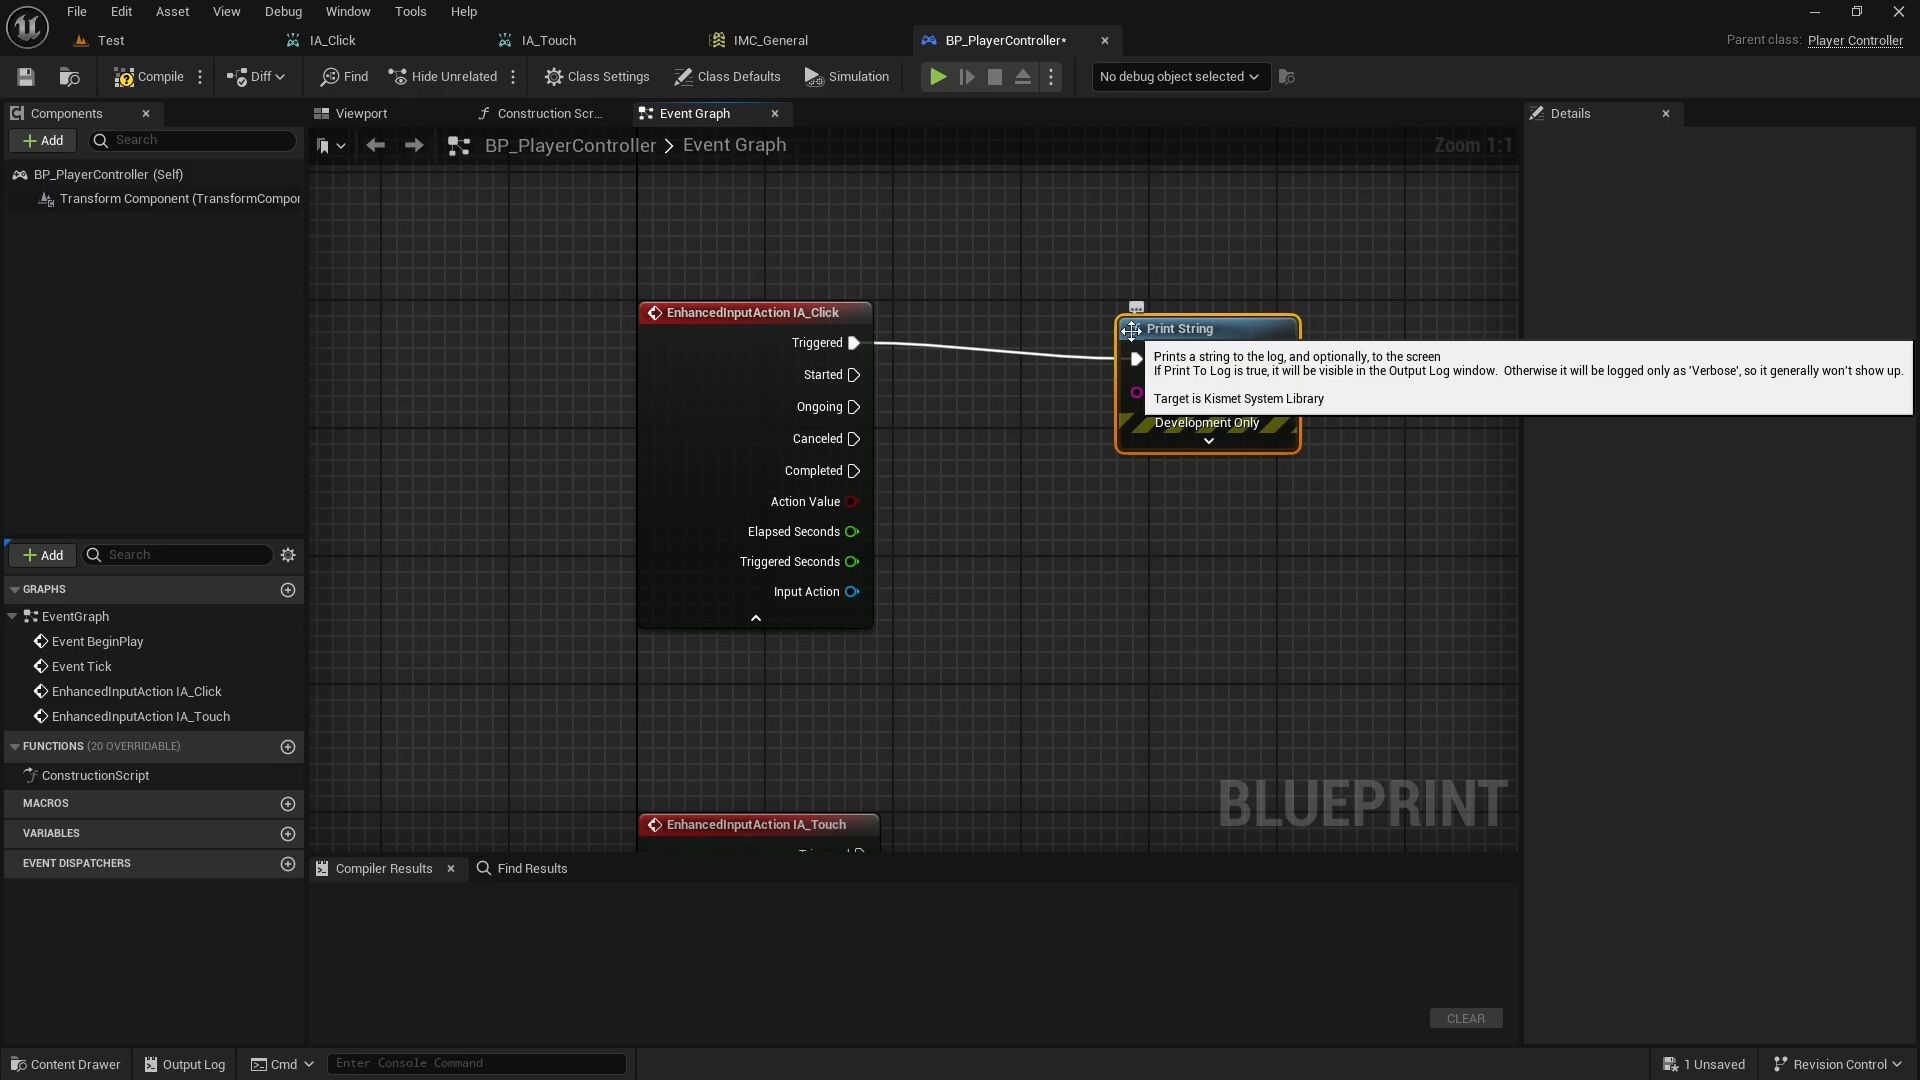 File Edit Asset View Debug Window Tools Help
Test IA_Click IA_Touch IMC_General BP_PlayerController* Parent class: Player Controller
Compile Diff Find Hide Unrelated Class Settings Class Defaults Simulation No debug object selected
Components Viewport Construction Scr... Event Graph Details
Add Search BP_PlayerController > Event Graph Zoom 1:1
BP_PlayerController (Self)
Transform Component (TransformCompor
EnhancedInputAction IA_Click
Triggered
Started
Ongoing
Canceled
Completed
Action Value
Elapsed Seconds
Triggered Seconds
Input Action
Print String
Prints a string to the log, and optionally, to the screen
If Print To Log is true, it will be visible in the Output Log window. Otherwise it will be logged only as 'Verbose', so it generally won't show up.
Target is Kismet System Library
Development Only
Add Search
GRAPHS
EventGraph
Event BeginPlay
Event Tick
EnhancedInputAction IA_Click
EnhancedInputAction IA_Touch
FUNCTIONS (20 OVERRIDABLE)
ConstructionScript
MACROS
VARIABLES
EVENT DISPATCHERS
BLUEPRINT
EnhancedInputAction IA_Touch
Compiler Results Find Results
CLEAR
Content Drawer Output Log Cmd Enter Console Command 1 Unsaved Revision Control